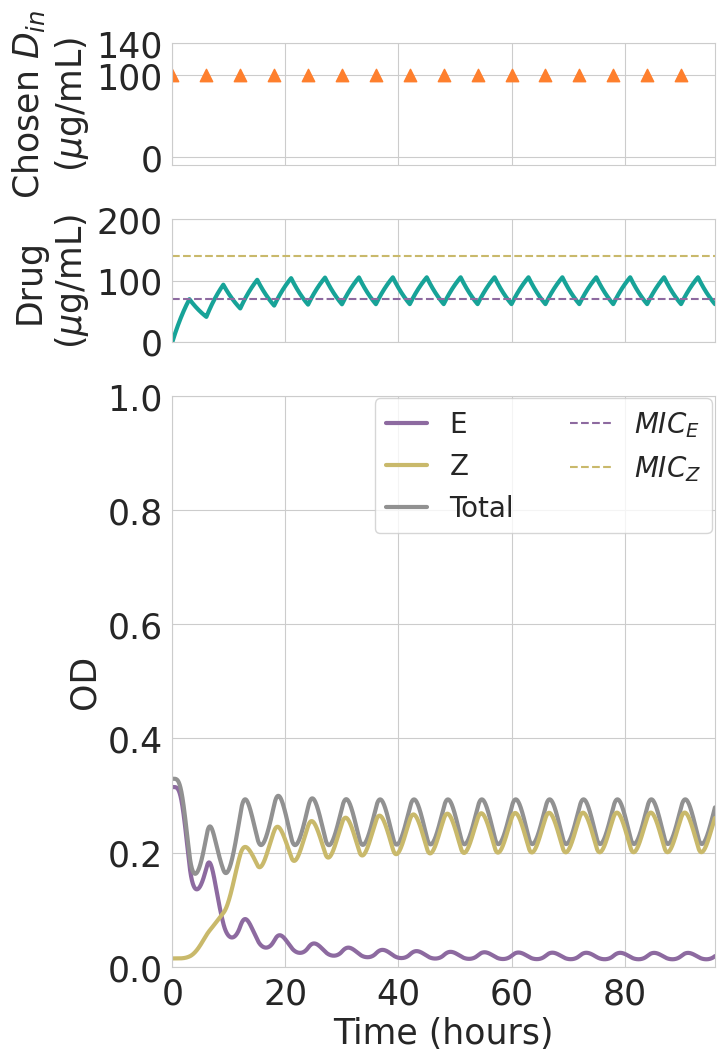 Chosen D_in
(μg/mL)
140
100
0
Drug
(μg/mL)
200
100
0
OD
1.0
0.8
0.6
0.4
0.2
0.0
E
Z
Total
MIC_E
MIC_Z
0 20 40 60 80
Time (hours)